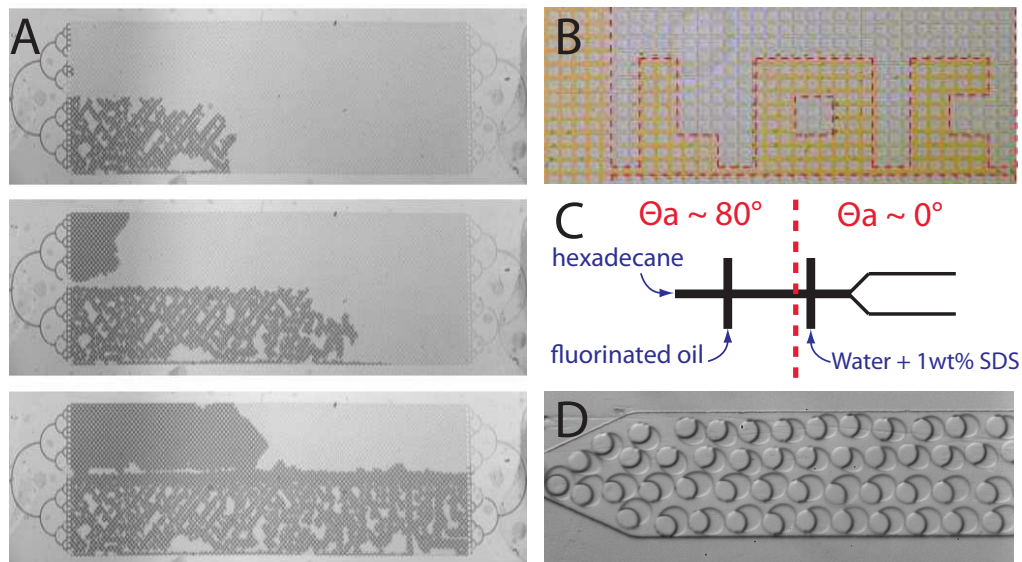 A
B
C
Θa ~ 80°
Θa ~ 0°
hexadecane
fluorinated oil
Water + 1wt% SDS
D